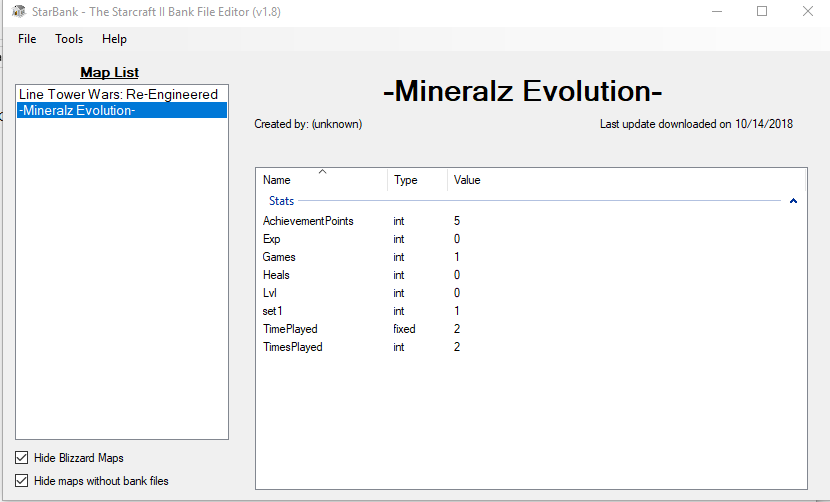 StarBank - The Starcraft II Bank File Editor (v1.8)
File Tools Help
Map List
Line Tower Wars: Re-Engineered
-Mineralz Evolution-
-Mineralz Evolution-
Created by: (unknown) Last update downloaded on 10/14/2018
Name Type Value
Stats
AchievementPoints int 5
Exp int 0
Games int 1
Heals int 0
Lvl int 0
set1 int 1
TimePlayed fixed 2
TimesPlayed int 2
Hide Blizzard Maps
Hide maps without bank files